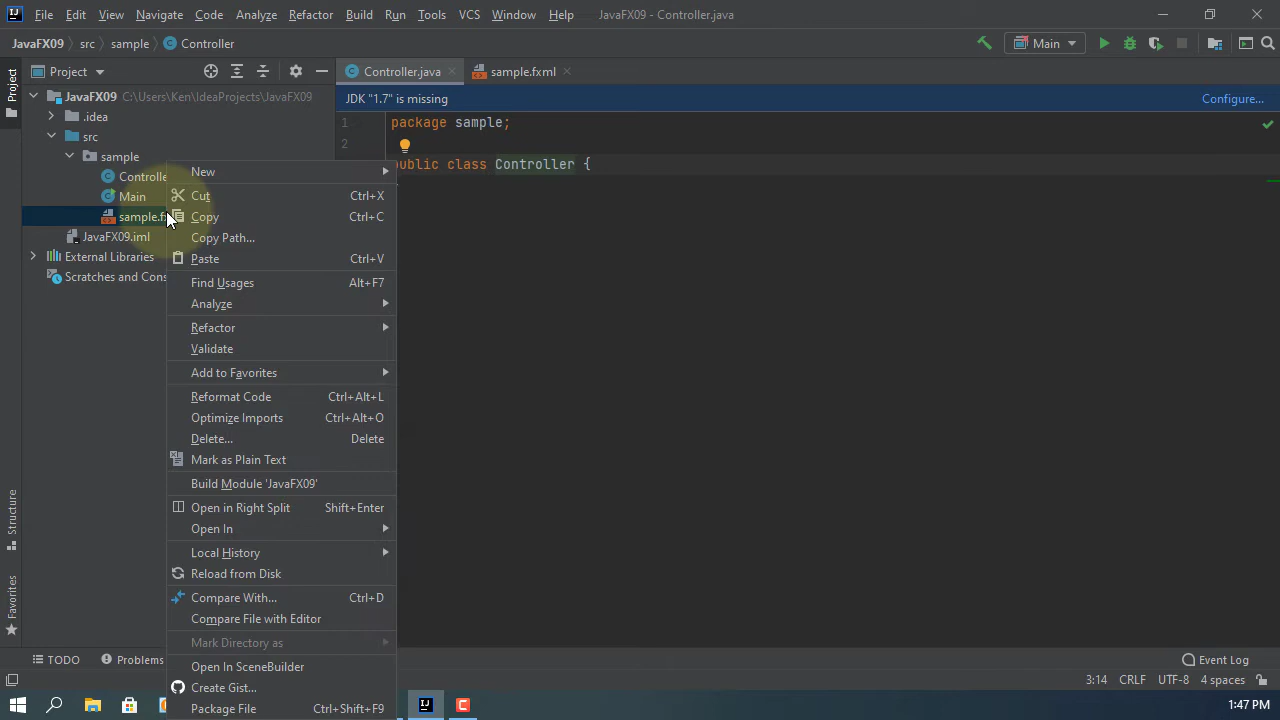 File Edit View Navigate Code Analyze Refactor Build Run Tools VCS Window Help JavaFX09 - Controller.java
JavaFX09 src sample Controller Main
Project Project Controller.java sample.fxml
JavaFX09 C:\Users\Ken\IdeaProjects\JavaFX09 JDK "1.7" is missing Configure...
.idea
1 package sample;
src
2
sample
public class Controller {
New
Controlle
Cut Ctrl+X
Main
sample.fx
Copy Ctrl+C
JavaFX09.iml
Copy Path...
External Libraries
Paste Ctrl+V
Scratches and Cons
Find Usages Alt+F7
Analyze
Refactor
Validate
Add to Favorites
Reformat Code Ctrl+Alt+L
Optimize Imports Ctrl+Alt+O
Delete... Delete
Mark as Plain Text
Build Module 'JavaFX09'
Structure
Open in Right Split Shift+Enter
Open In
Local History
Reload from Disk
Favorites
Compare With... Ctrl+D
Compare File with Editor
Mark Directory as
TODO Problems Event Log
Open In SceneBuilder
3:14 CRLF UTF-8 4 spaces
Create Gist...
Package File Ctrl+Shift+F9
1:47 PM